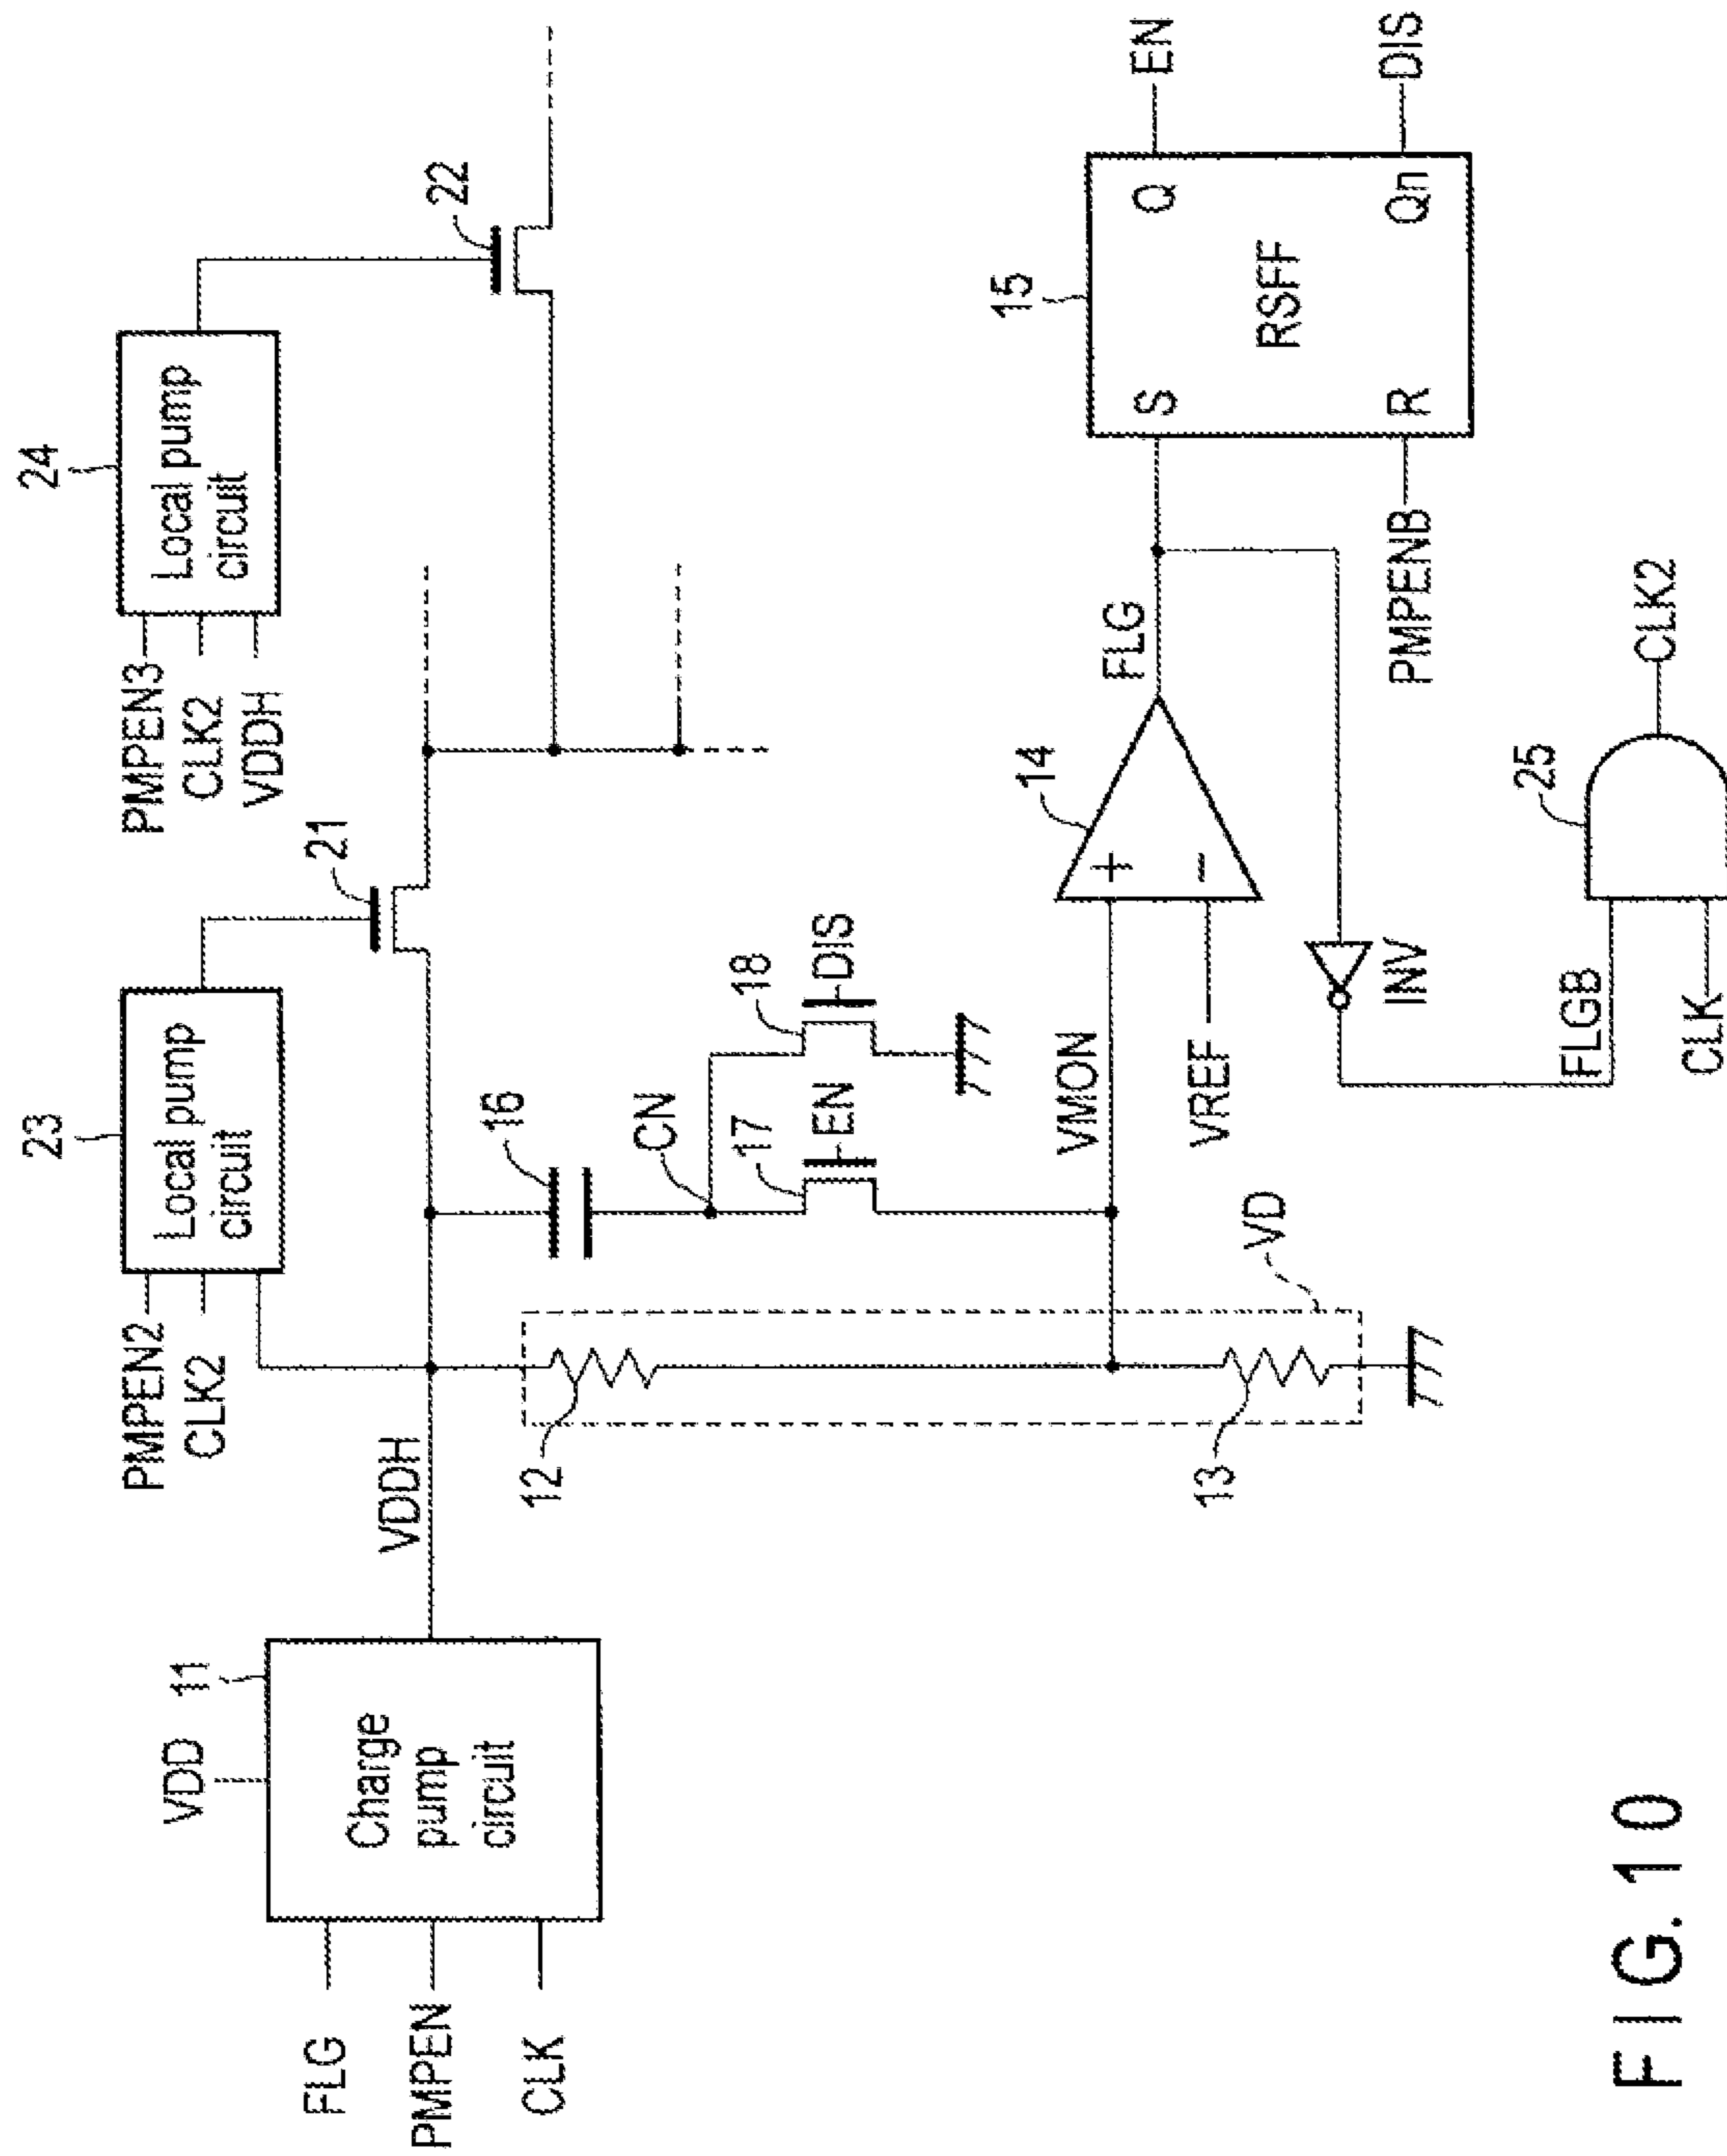 24
PMPEN3
CLK2
VDDH
Local pump
circuit
22
23
PMPEN2
CLK2
Local pump
circuit
21
VDD
11
FLG
PMPEN
CLK
Charge
pump
circuit
VDDH
16
CN
17
EN
18
DIS
12
13
VD
VMON
VREF
14
+
−
FLG
15
S
R
RSFF
Q
Qn
EN
DIS
PMPENB
INV
FLGB
CLK
25
CLK2
FIG. 10